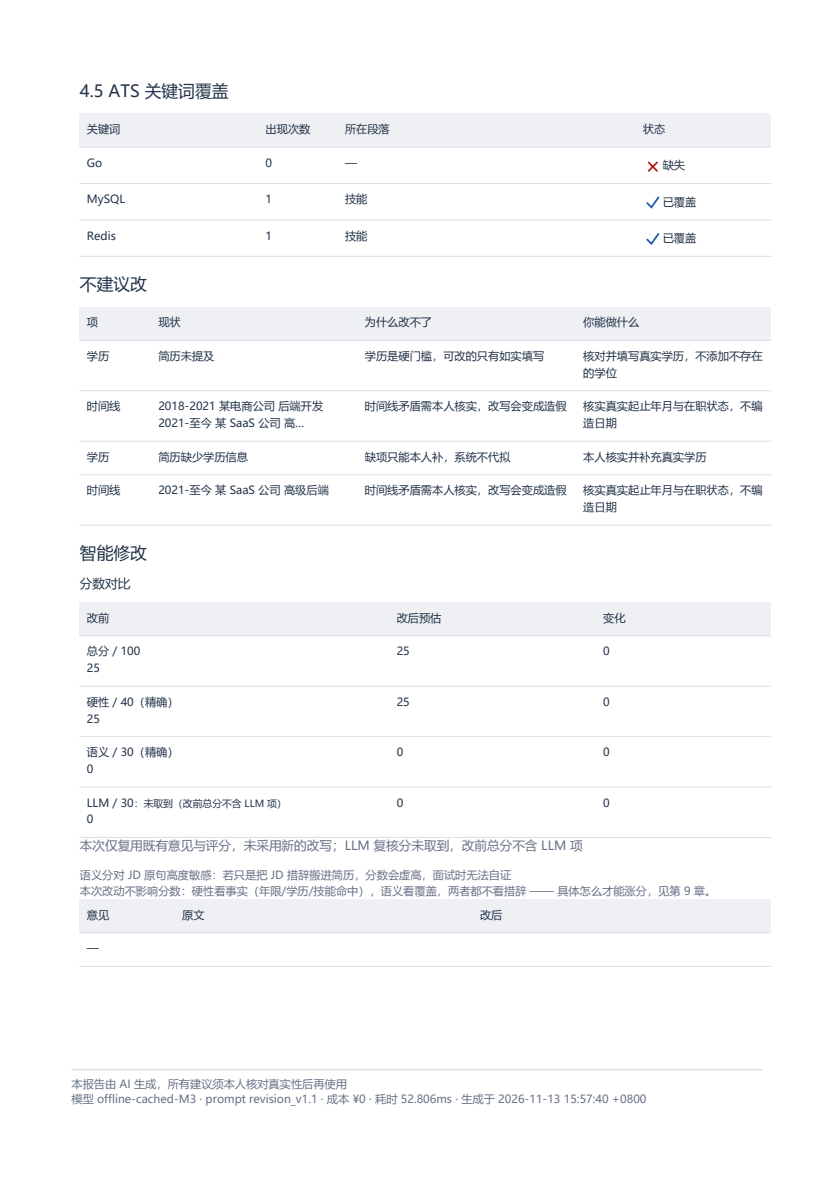 4.5 ATS 关键词覆盖
关键词 出现次数 所在段落 状态
Go 0 — ✕ 缺失
MySQL 1 技能 ✓ 已覆盖
Redis 1 技能 ✓ 已覆盖
不建议改
项 现状 为什么改不了 你能做什么
学历 简历未提及 学历是硬门槛，可改的只有如实填写 核对并填写真实学历，不添加不存在
的学位
时间线 2018-2021 某电商公司 后端开发 时间线矛盾需本人核实，改写会变成造假 核实真实起止年月与在职状态，不编
2021-至今 某 SaaS 公司 高… 造日期
学历 简历缺少学历信息 缺项只能本人补，系统不代拟 本人核实并补充真实学历
时间线 2021-至今 某 SaaS 公司 高级后端 时间线矛盾需本人核实，改写会变成造假 核实真实起止年月与在职状态，不编
造日期
智能修改
分数对比
改前 改后预估 变化
总分 / 100 25 0
25
硬性 / 40（精确） 25 0
25
语义 / 30（精确） 0 0
0
LLM / 30：未取到（改前总分不含 LLM 项） 0 0
0
本次仅复用既有意见与评分，未采用新的改写；LLM 复核分未取到，改前总分不含 LLM 项
语义分对 JD 原句高度敏感：若只是把 JD 措辞搬进简历，分数会虚高，面试时无法自证
本次改动不影响分数：硬性看事实（年限/学历/技能命中），语义看覆盖，两者都不看措辞 —— 具体怎么才能涨分，见第 9 章。
意见 原文 改后
—
本报告由 AI 生成，所有建议须本人核对真实性后再使用
模型 offline-cached-M3 · prompt revision_v1.1 · 成本 ¥0 · 耗时 52.806ms · 生成于 2026-11-13 15:57:40 +0800